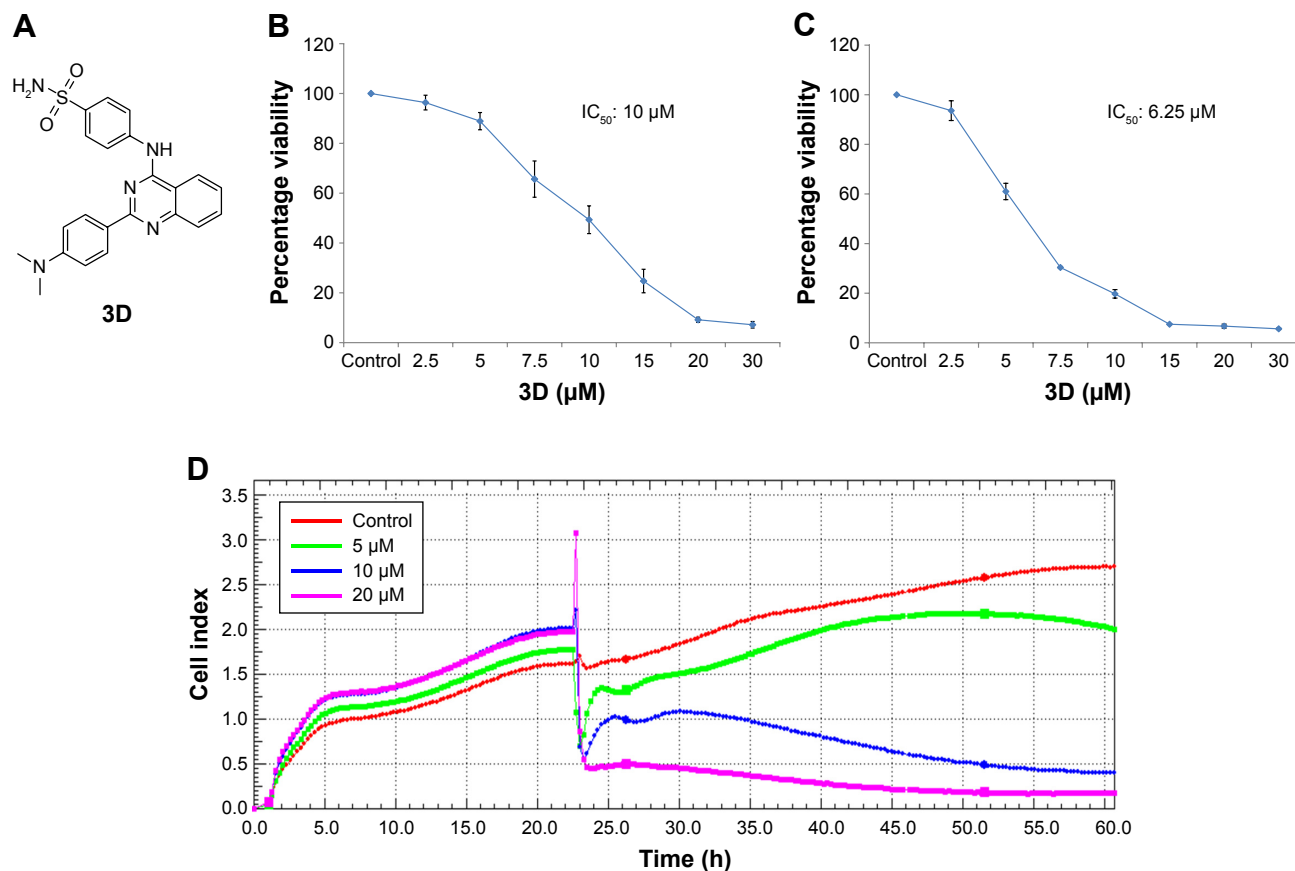 A
H₂N
O
S
O
NH
N
N
N
3D
B
Percentage viability
120
100
80
60
40
20
0
IC₅₀: 10 µM
Control 2.5 5 7.5 10 15 20 30
3D (µM)
C
Percentage viability
120
100
80
60
40
20
0
IC₅₀: 6.25 µM
Control 2.5 5 7.5 10 15 20 30
3D (µM)
D
Cell index
3.5
3.0
2.5
2.0
1.5
1.0
0.5
0.0
Control
5 µM
10 µM
20 µM
0.0 5.0 10.0 15.0 20.0 25.0 30.0 35.0 40.0 45.0 50.0 55.0 60.0
Time (h)